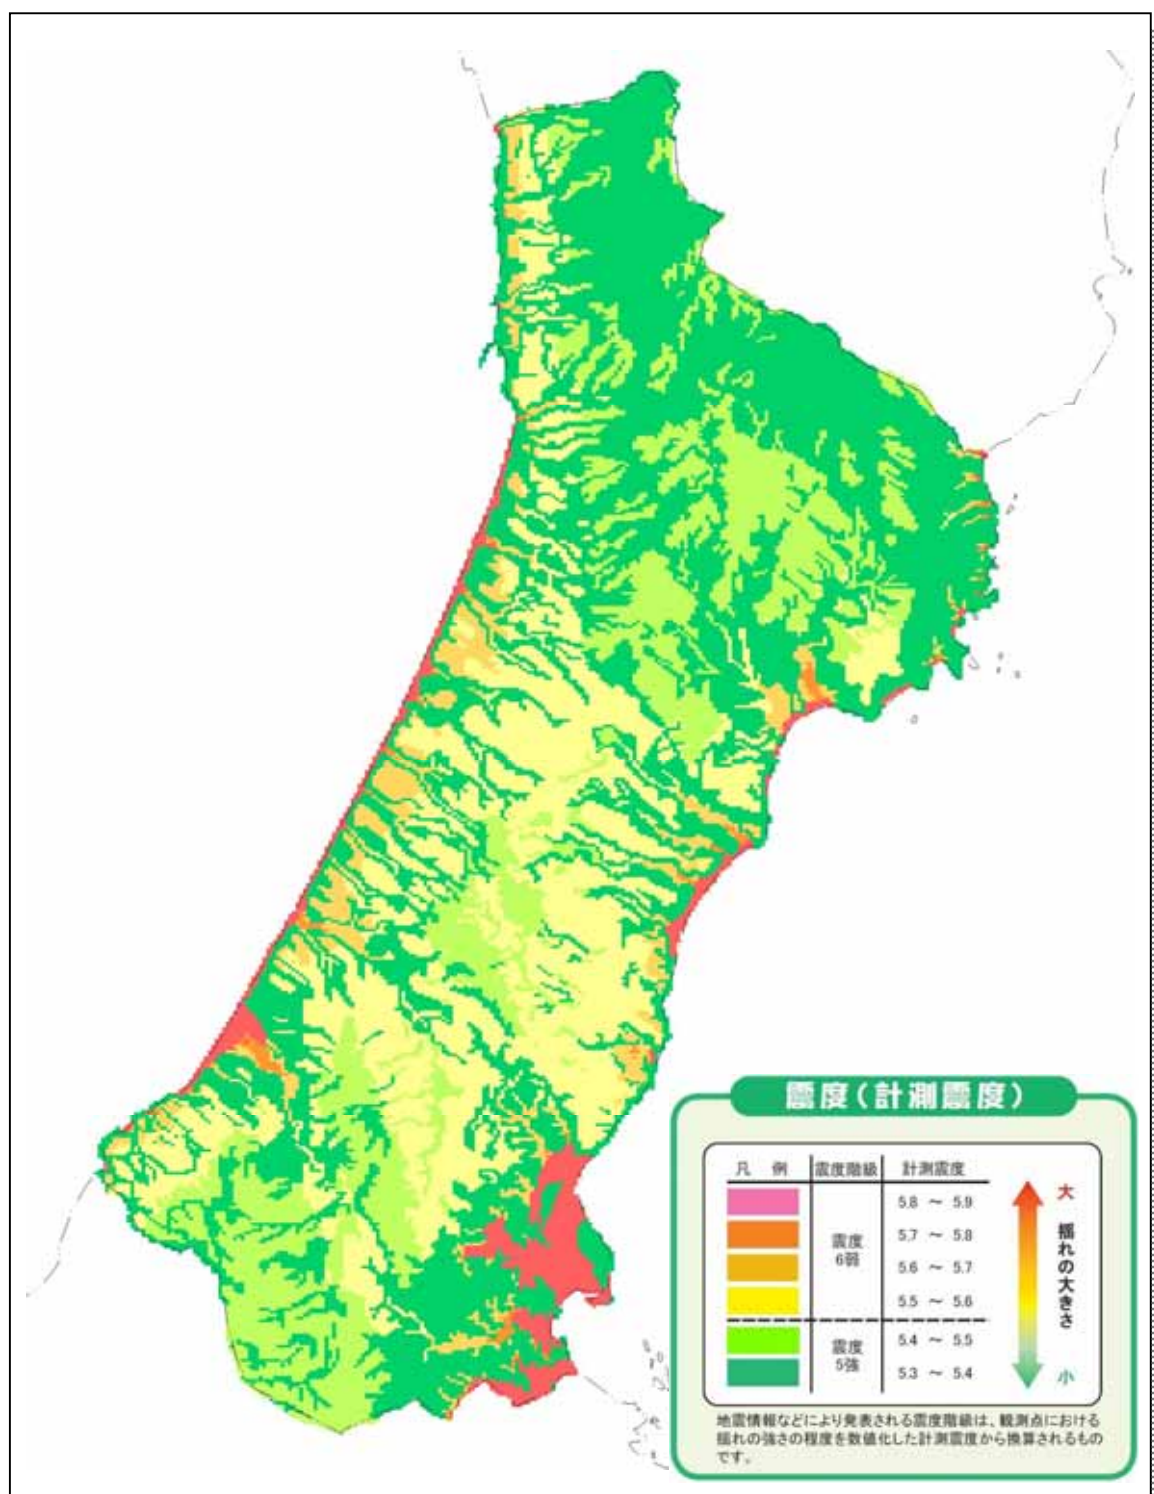 震度（計測震度）
凡 例 震度階級 計測震度
5.8 ～ 5.9
5.7 ～ 5.8
震度
6弱
5.6 ～ 5.7
5.5 ～ 5.6
5.4 ～ 5.5
震度
5強
5.3 ～ 5.4
大
揺れの大きさ
小
地震情報などにより発表される震度階級は、観測点における
揺れの強さの程度を数値化した計測震度から換算されるもの
です。